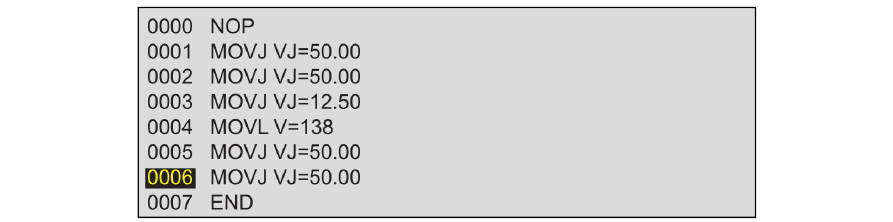 0000 NOP
0001 MOVJ VJ=50.00
0002 MOVJ VJ=50.00
0003 MOVJ VJ=12.50
0004 MOVL V=138
0005 MOVJ VJ=50.00
0006 MOVJ VJ=50.00
0007 END